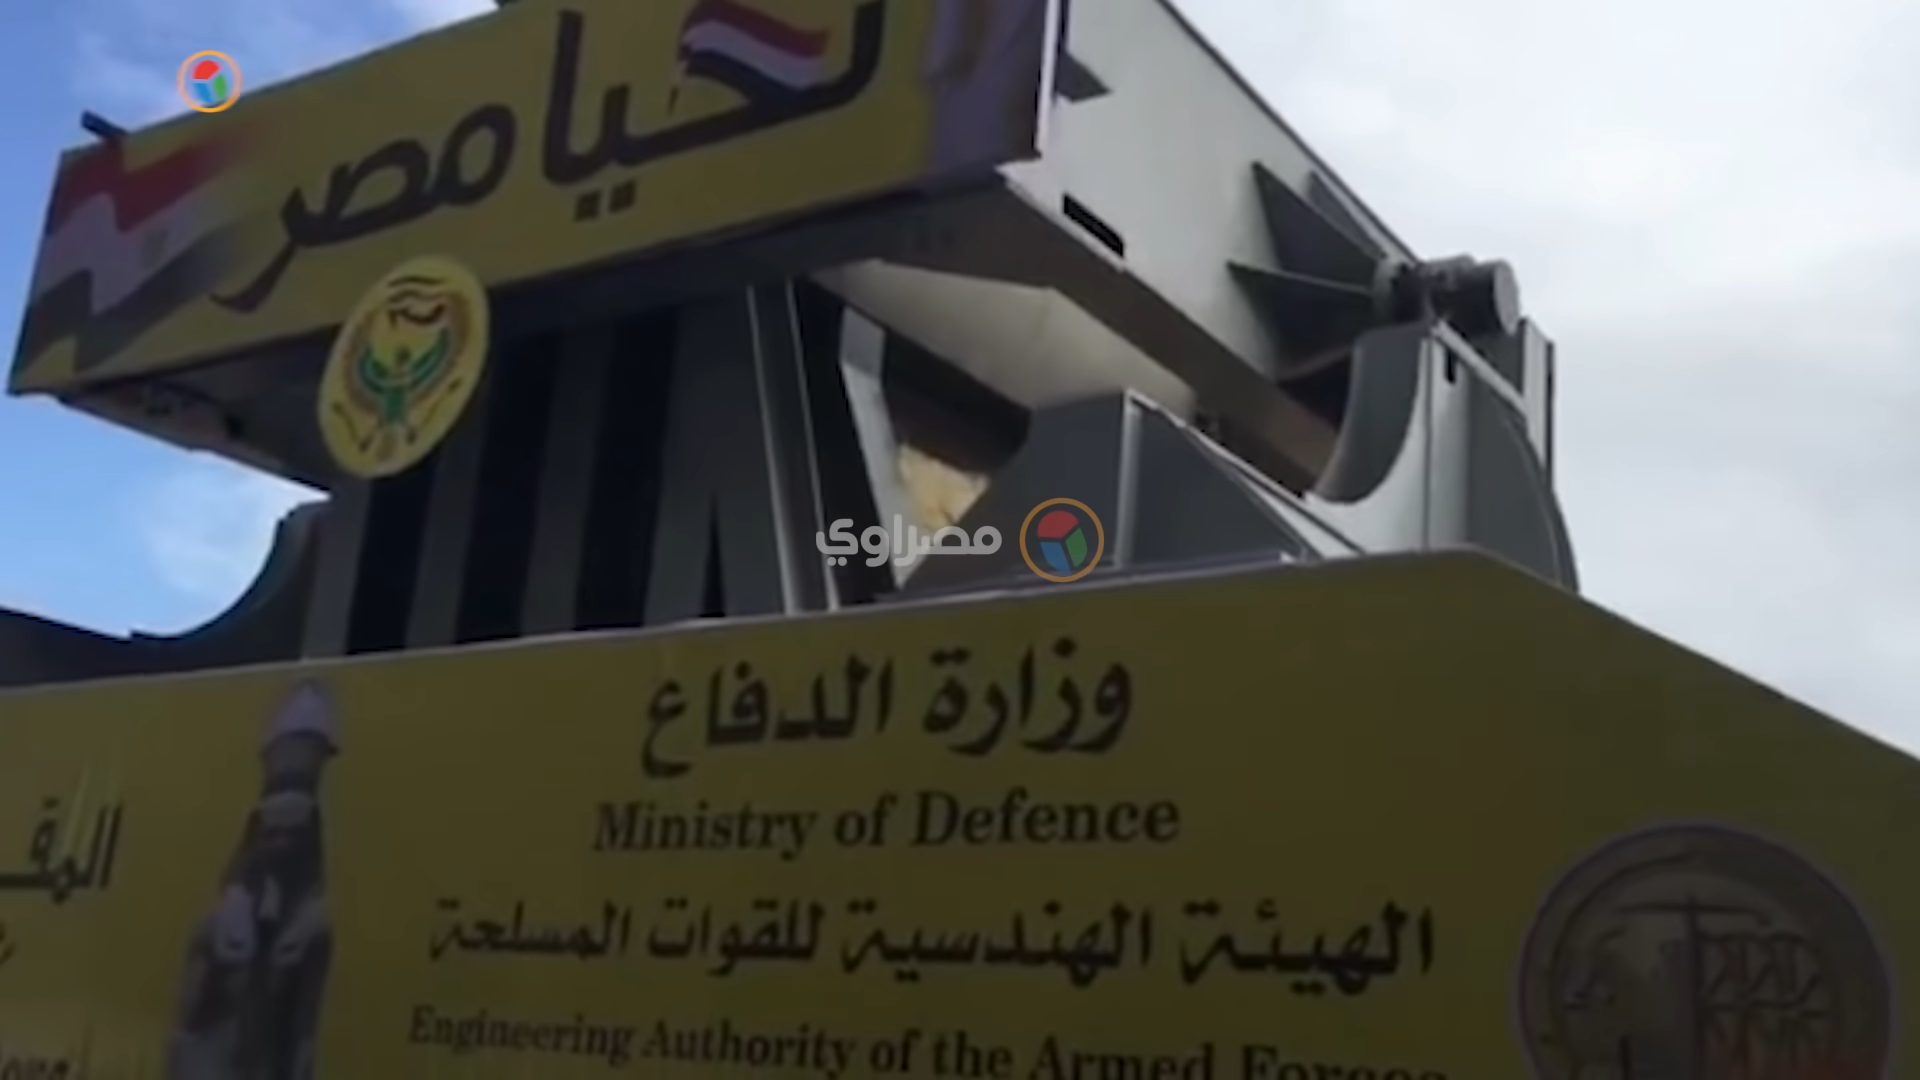 تحيا مصر
مصراوي
وزارة الدفاع
Ministry of Defence
الهيئة الهندسية للقوات المسلحة
Engineering Authority of the Armed Forces